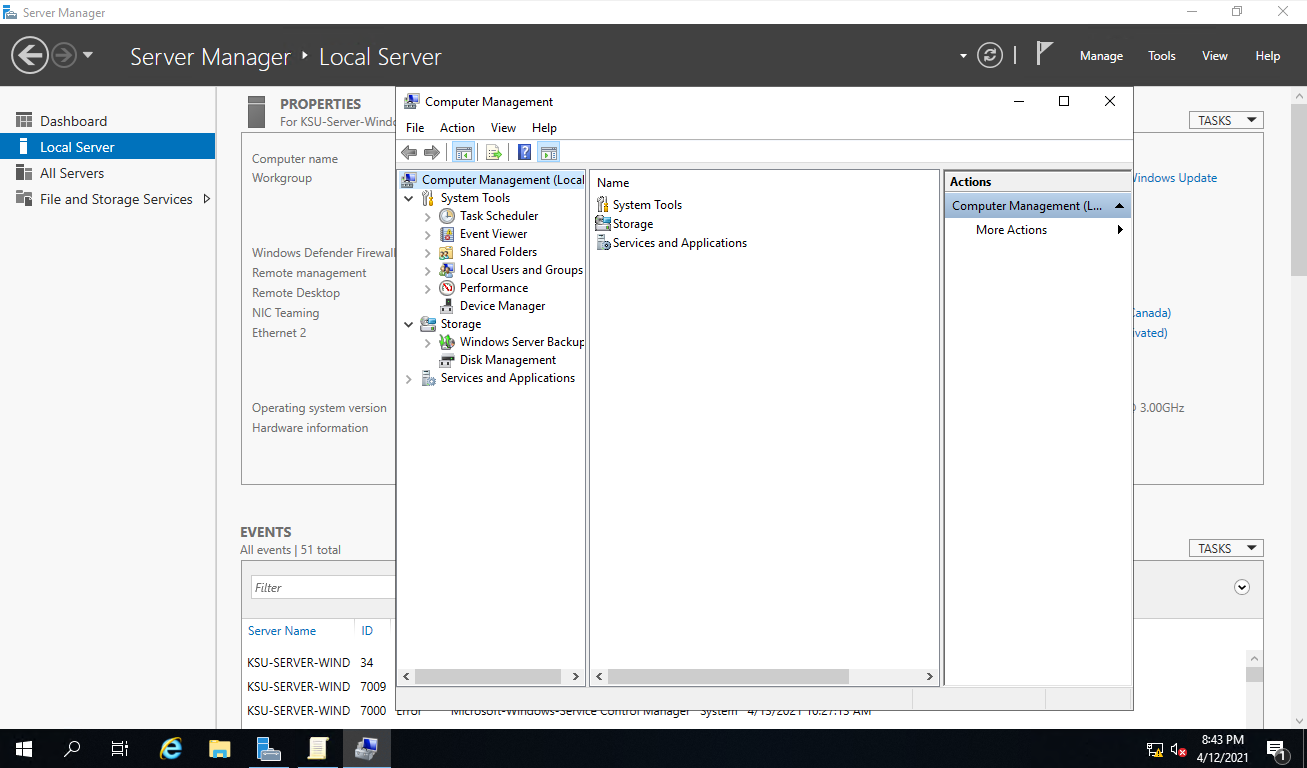 Server Manager
Server Manager Local Server
Manage Tools View Help
Dashboard
Local Server
All Servers
File and Storage Services
PROPERTIES
For KSU-Server-Windo
TASKS
Computer name
Workgroup
Windows Update
Windows Defender Firewall
Remote management
Remote Desktop
NIC Teaming
Ethernet 2
Operating system version
Hardware information
3.00GHz
EVENTS
All events | 51 total
TASKS
Filter
Server Name ID
KSU-SERVER-WIND 34
KSU-SERVER-WIND 7009
KSU-SERVER-WIND 7000 Error Microsoft-Windows-Service Control Manager System 4/13/2021 10:27:13 AM
Computer Management
File Action View Help
Computer Management (Local
System Tools
Task Scheduler
Event Viewer
Shared Folders
Local Users and Groups
Performance
Device Manager
Storage
Windows Server Backup
Disk Management
Services and Applications
Name
System Tools
Storage
Services and Applications
Actions
Computer Management (L...
More Actions
8:43 PM
4/12/2021
1